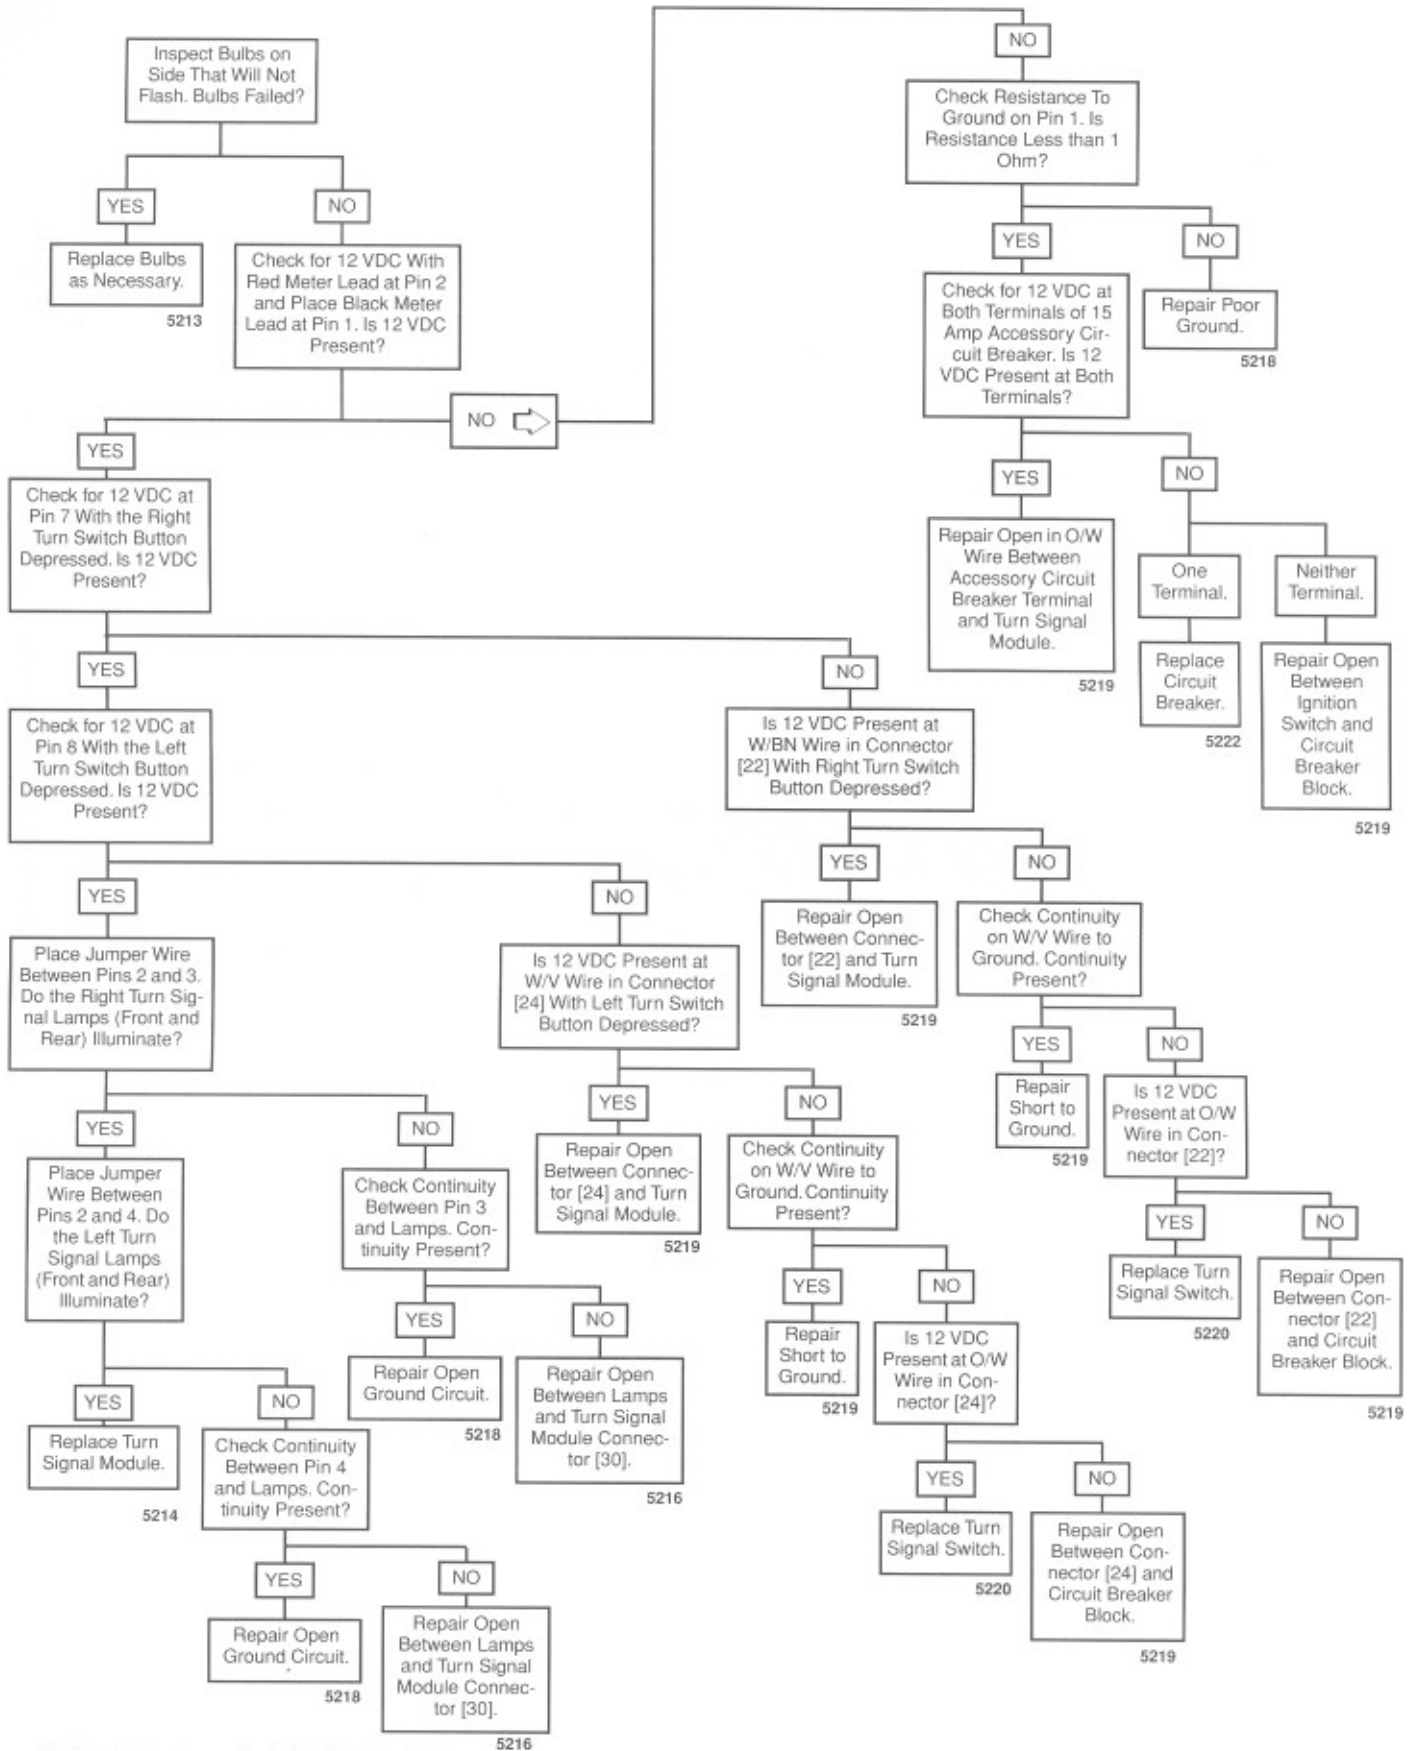 Inspect Bulbs on
Side That Will Not
Flash. Bulbs Failed?
YES
NO
Replace Bulbs
as Necessary.
5213
Check for 12 VDC With
Red Meter Lead at Pin 2
and Place Black Meter
Lead at Pin 1. Is 12 VDC
Present?
NO
YES
NO
Check Resistance To
Ground on Pin 1. Is
Resistance Less than 1
Ohm?
YES
NO
Check for 12 VDC at
Both Terminals of 15
Amp Accessory Cir-
cuit Breaker. Is 12
VDC Present at Both
Terminals?
Repair Poor
Ground.
5218
YES
NO
Repair Open in O/W
Wire Between
Accessory Circuit
Breaker Terminal
and Turn Signal
Module.
5219
One
Terminal.
Neither
Terminal.
Replace
Circuit
Breaker.
5222
Repair Open
Between
Ignition
Switch and
Circuit
Breaker
Block.
5219
Check for 12 VDC at
Pin 7 With the Right
Turn Switch Button
Depressed. Is 12 VDC
Present?
YES
NO
Check for 12 VDC at
Pin 8 With the Left
Turn Switch Button
Depressed. Is 12 VDC
Present?
Is 12 VDC Present at
W/BN Wire in Connector
[22] With Right Turn Switch
Button Depressed?
YES
NO
Repair Open
Between Connec-
tor [22] and Turn
Signal Module.
5219
Check Continuity
on W/V Wire to
Ground. Continuity
Present?
YES
NO
Repair
Short to
Ground.
5219
Is 12 VDC
Present at O/W
Wire in Con-
nector [22]?
YES
NO
Replace Turn
Signal Switch.
5220
Repair Open
Between Con-
nector [22]
and Circuit
Breaker Block.
5219
YES
NO
Place Jumper Wire
Between Pins 2 and 3.
Do the Right Turn Sig-
nal Lamps (Front and
Rear) Illuminate?
Is 12 VDC Present at
W/V Wire in Connector
[24] With Left Turn Switch
Button Depressed?
YES
NO
Repair Open
Between Connec-
tor [24] and Turn
Signal Module.
5219
Check Continuity
on W/V Wire to
Ground. Continuity
Present?
YES
NO
Repair
Short to
Ground.
5219
Is 12 VDC
Present at O/W
Wire in Con-
nector [24]?
YES
NO
Replace Turn
Signal Switch.
5220
Repair Open
Between Con-
nector [24] and
Circuit Breaker
Block.
5219
YES
NO
Place Jumper
Wire Between
Pins 2 and 4. Do
the Left Turn
Signal Lamps
(Front and Rear)
Illuminate?
Check Continuity
Between Pin 3
and Lamps. Con-
tinuity Present?
YES
NO
Repair Open
Ground Circuit.
5218
Repair Open
Between Lamps
and Turn Signal
Module Connec-
tor [30].
5216
YES
NO
Replace Turn
Signal Module.
5214
Check Continuity
Between Pin 4
and Lamps. Con-
tinuity Present?
YES
NO
Repair Open
Ground Circuit.
5218
Repair Open
Between Lamps
and Turn Signal
Module Connec-
tor [30].
5216